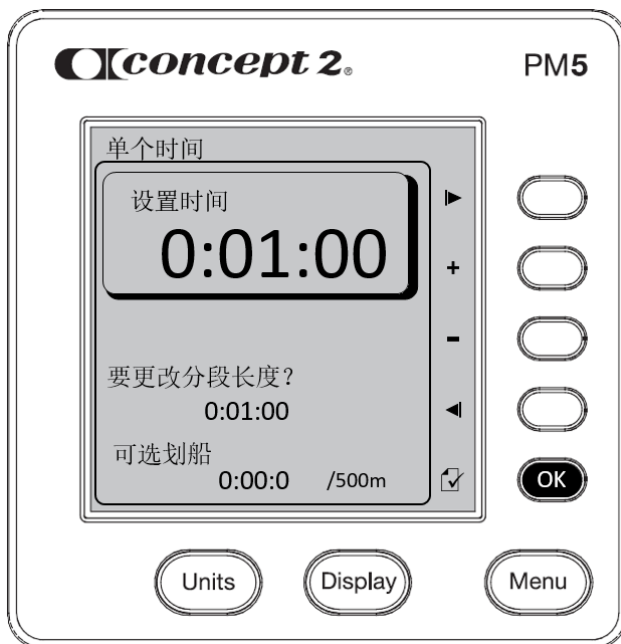 concept 2®
PM5
单个时间
设置时间
0:01:00
+
-
要更改分段长度？
0:01:00
可选划船
0:00:0 /500m
OK
Units
Display
Menu